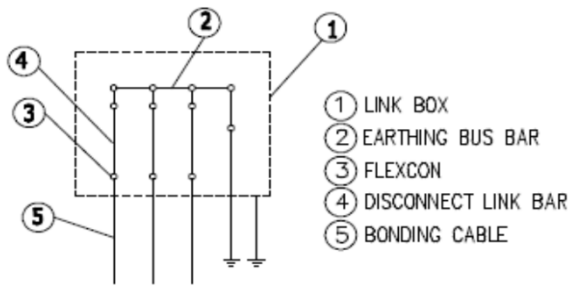 2
1
4
3
5
1 LINK BOX
2 EARTHING BUS BAR
3 FLEXCON
4 DISCONNECT LINK BAR
5 BONDING CABLE